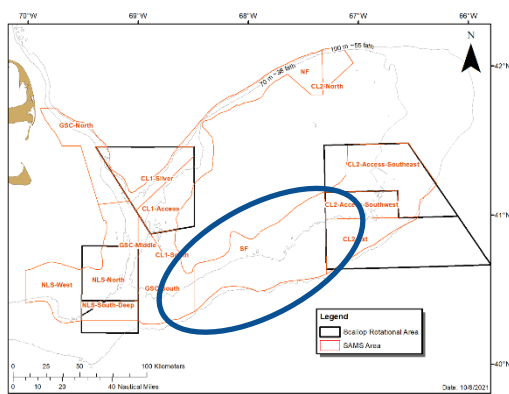 70°W 69°W 68°W 67°W 66°W
N
100 m ~55 fath
70 m ~38 fath
NF
42°N
CL2-North
GSC-North
CL1-Sliver
CL2-Access-Southeast
CL2-Access-Southwest
CL1-Access
41°N
GSC-Middle
CL1-South
SF
NLS-North
NLS-West
GSC-South
NLS-South-Deep
Legend
Scallop Rotational Area
SAMS Area
0 25 50 100 Kilometers
0 10 20 40 Nautical Miles
40°N
Date: 10/8/2021